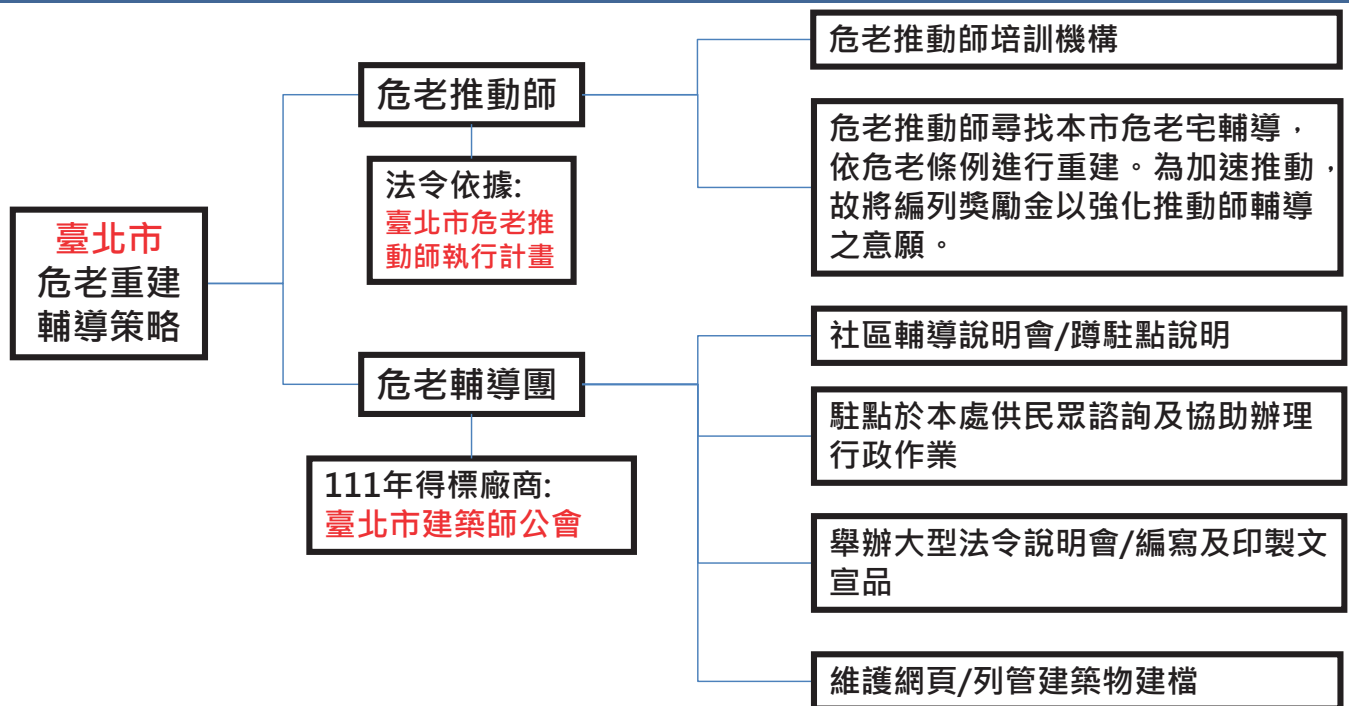 臺北市
危老重建
輔導策略
危老推動師
法令依據:
臺北市危老推
動師執行計畫
危老推動師培訓機構
危老推動師尋找本市危老宅輔導，
依危老條例進行重建。為加速推動，
故將編列獎勵金以強化推動師輔導
之意願。
危老輔導團
111年得標廠商:
臺北市建築師公會
社區輔導說明會/蹲駐點說明
駐點於本處供民眾諮詢及協助辦理
行政作業
舉辦大型法令說明會/編寫及印製文
宣品
維護網頁/列管建築物建檔